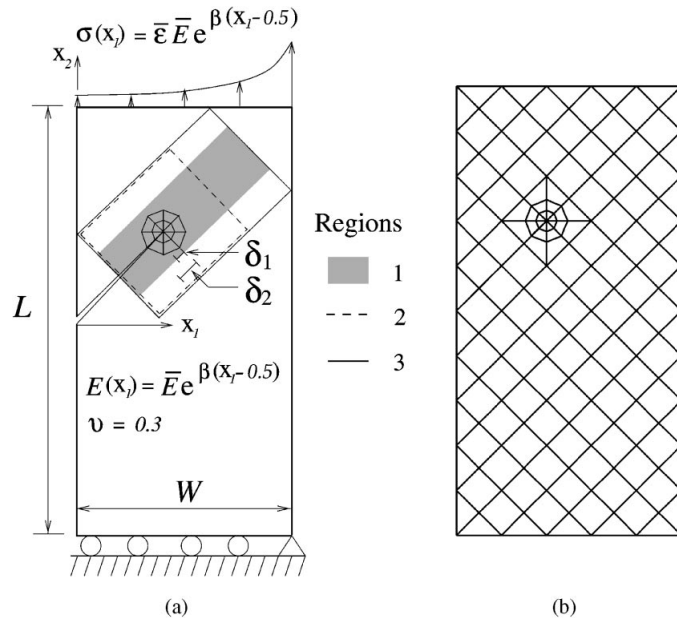 σ(x₁) = ε̅ E̅ e^β(x₁-0.5)
x₂
δ₁
δ₂
L
x₁
E(x₁) = E̅ e^β(x₁-0.5)
υ = 0.3
W
Regions
1
2
3
(a)
(b)